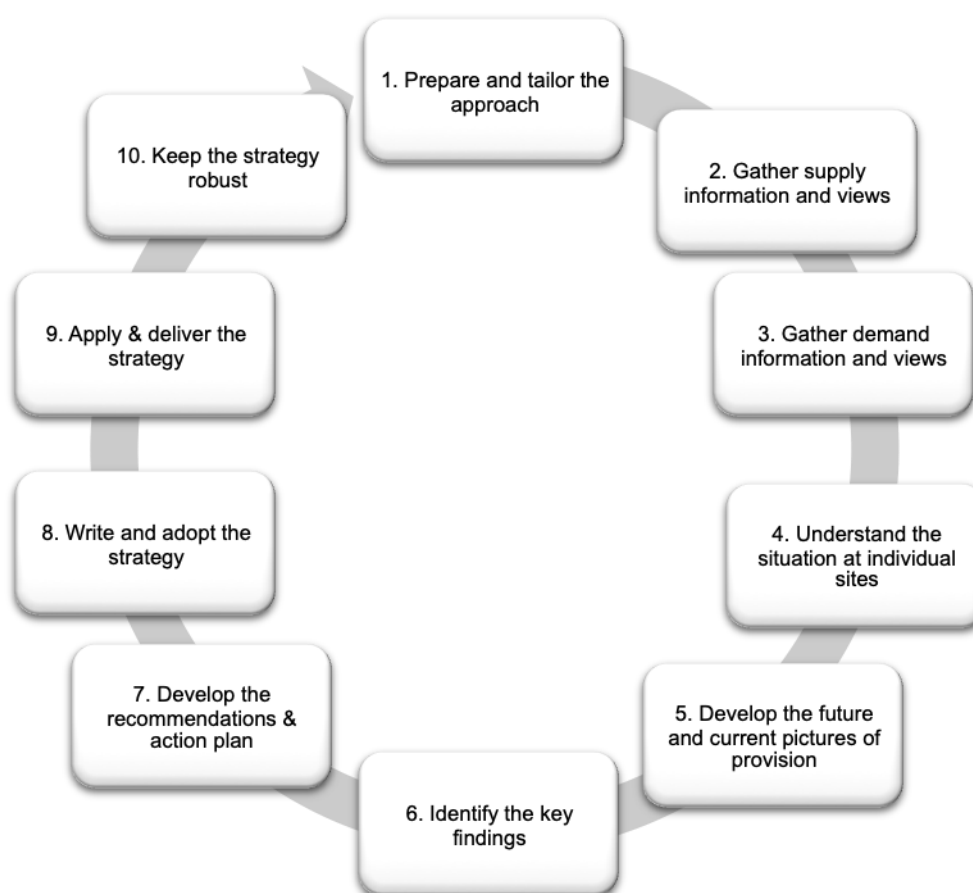 1. Prepare and tailor the
approach
2. Gather supply
information and views
3. Gather demand
information and views
4. Understand the
situation at individual
sites
5. Develop the future
and current pictures of
provision
6. Identify the key
findings
7. Develop the
recommendations &
action plan
8. Write and adopt the
strategy
9. Apply & deliver the
strategy
10. Keep the strategy
robust